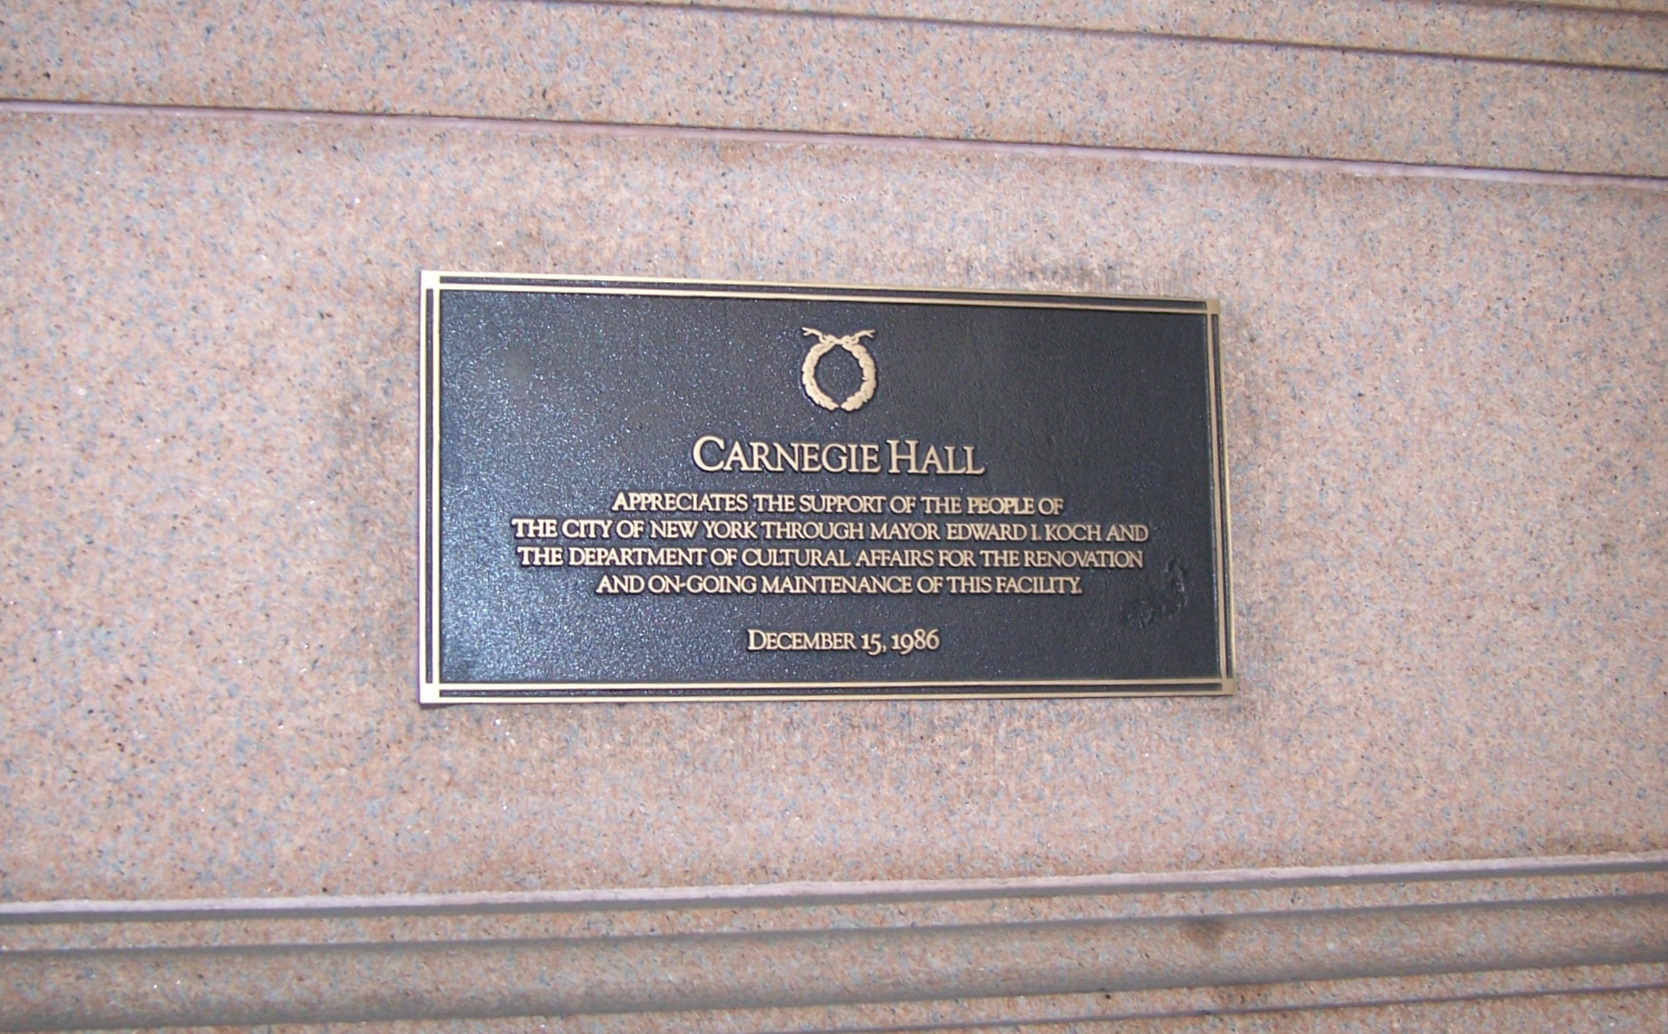 CARNEGIE HALL
APPRECIATES THE SUPPORT OF THE PEOPLE OF
THE CITY OF NEW YORK THROUGH MAYOR EDWARD I. KOCH AND
THE DEPARTMENT OF CULTURAL AFFAIRS FOR THE RENOVATION
AND ON-GOING MAINTENANCE OF THIS FACILITY.
DECEMBER 15, 1986